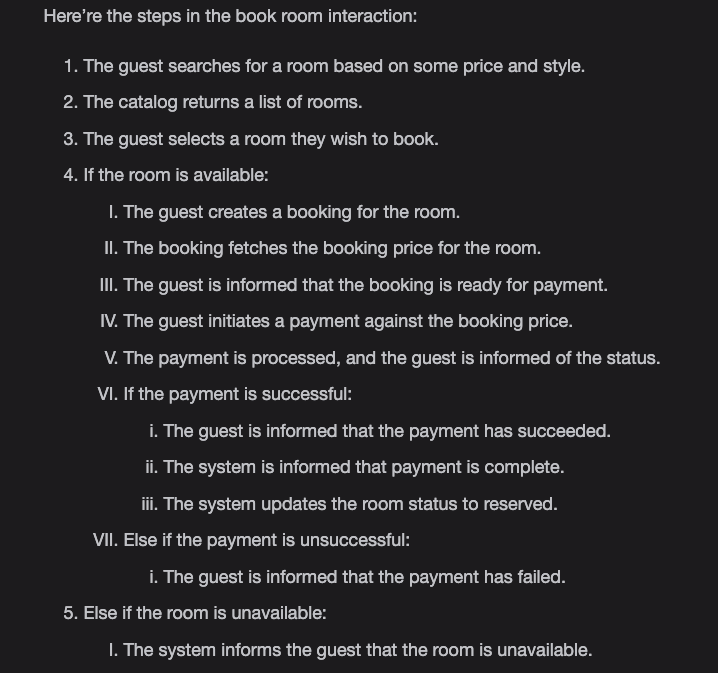 Here’re the steps in the book room interaction:
1. The guest searches for a room based on some price and style.
2. The catalog returns a list of rooms.
3. The guest selects a room they wish to book.
4. If the room is available:
I. The guest creates a booking for the room.
II. The booking fetches the booking price for the room.
III. The guest is informed that the booking is ready for payment.
IV. The guest initiates a payment against the booking price.
V. The payment is processed, and the guest is informed of the status.
VI. If the payment is successful:
i. The guest is informed that the payment has succeeded.
ii. The system is informed that payment is complete.
iii. The system updates the room status to reserved.
VII. Else if the payment is unsuccessful:
i. The guest is informed that the payment has failed.
5. Else if the room is unavailable:
I. The system informs the guest that the room is unavailable.